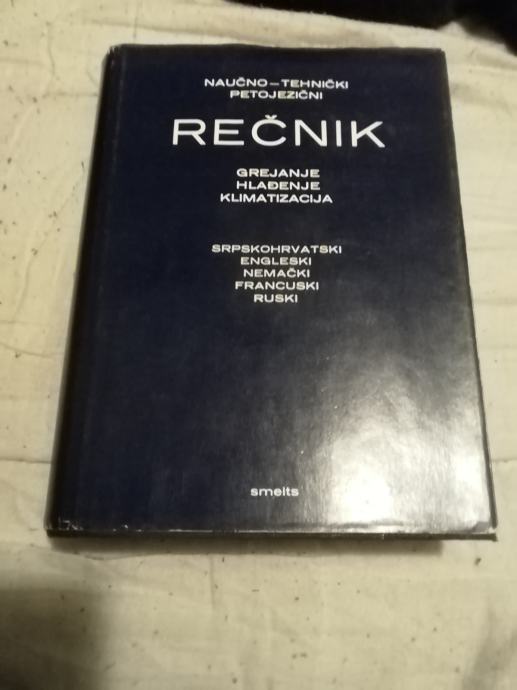 NAUČNO—TEHNIČKI
PETOJEZIČNI
REČNIK
GREJANJE
HLAĐENJE
KLIMATIZACIJA
SRPSKOHRVATSKI
ENGLESKI
NEMAČKI
FRANCUSKI
RUSKI
smeits